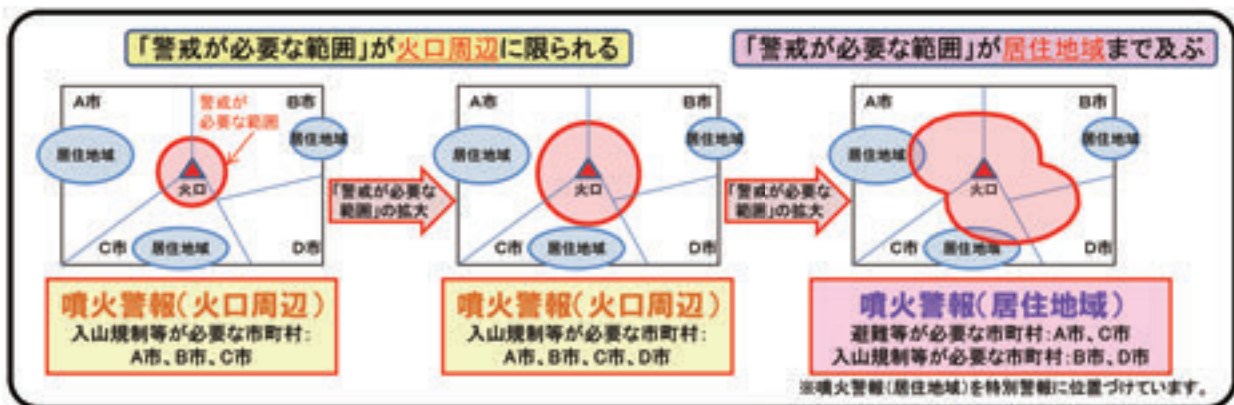 「警戒が必要な範囲」が火口周辺に限られる
「警戒が必要な範囲」が居住地域まで及ぶ
A市
警戒が
必要な範囲
B市
居住地域
居住地域
火口
C市
居住地域
D市
「警戒が必要な
範囲」の拡大
A市
B市
居住地域
居住地域
火口
C市
居住地域
D市
「警戒が必要な
範囲」の拡大
A市
B市
居住地域
居住地域
火口
C市
居住地域
D市
噴火警報(火口周辺)
入山規制等が必要な市町村:
A市、B市、C市
噴火警報(火口周辺)
入山規制等が必要な市町村:
A市、B市、C市、D市
噴火警報(居住地域)
避難等が必要な市町村:A市、C市
入山規制等が必要な市町村:B市、D市
※噴火警報(居住地域)を特別警報に位置づけています。